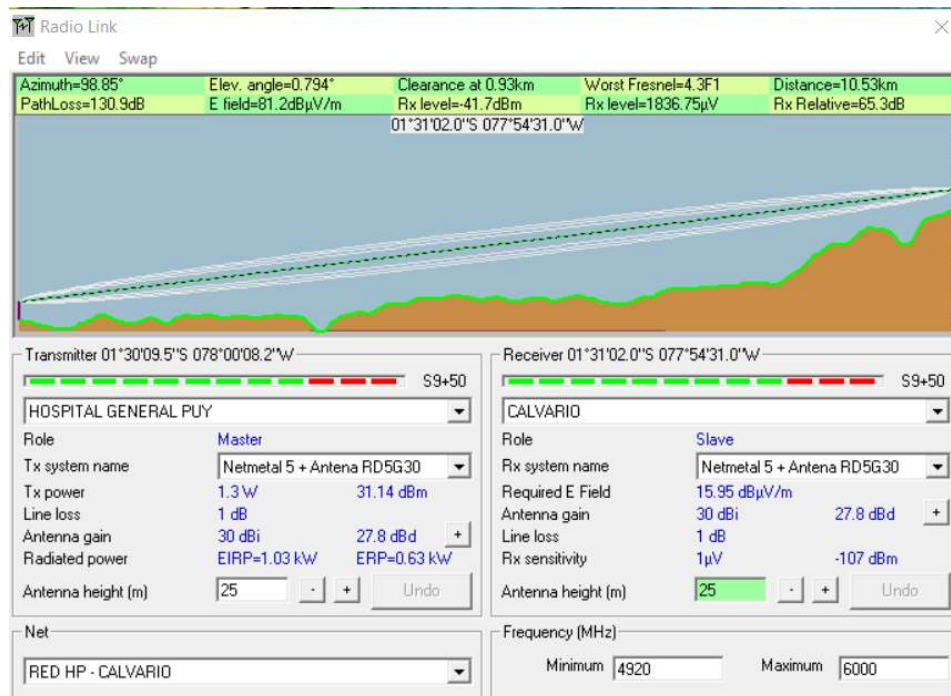 Radio Link
Edit View Swap
Azimuth=98.85° Elev. angle=0.794° Clearance at 0.93km Worst Fresnel=4.3F1 Distance=10.53km
PathLoss=130.9dB E field=81.2dBµV/m Rx level=-41.7dBm Rx level=1836.75µV Rx Relative=65.3dB
01°31'02.0"S 077°54'31.0"W
Transmitter 01°30'09.5"S 078°00'08.2"W
S9+50
HOSPITAL GENERAL PUY
Role Master
Tx system name Netmetal 5 + Antena RD5G30
Tx power 1.3 W 31.14 dBm
Line loss 1 dB
Antenna gain 30 dBi 27.8 dBd +
Radiated power EIRP=1.03 kW ERP=0.63 kW
Antenna height (m) 25 - + Undo
Net
RED HP - CALVARIO
Receiver 01°31'02.0"S 077°54'31.0"W
S9+50
CALVARIO
Role Slave
Rx system name Netmetal 5 + Antena RD5G30
Required E Field 15.95 dBµV/m
Antenna gain 30 dBi 27.8 dBd +
Line loss 1 dB
Rx sensitivity 1µV -107 dBm
Antenna height (m) 25 - + Undo
Frequency (MHz)
Minimum 4920 Maximum 6000